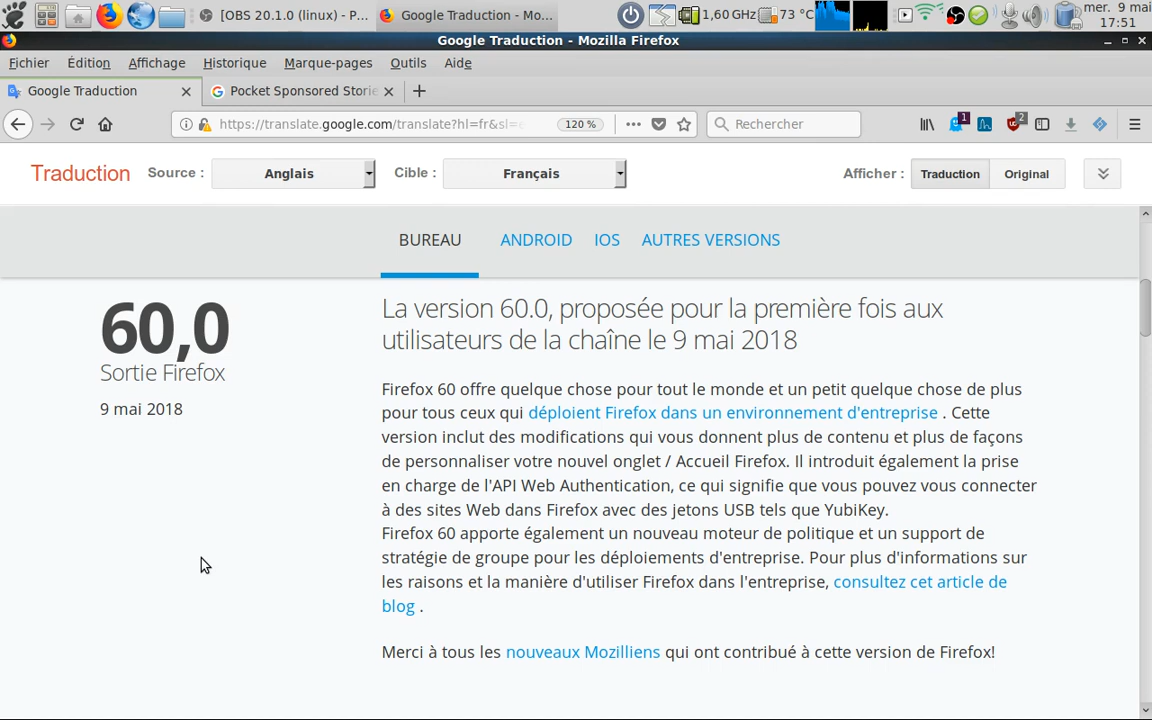 [OBS 20.1.0 (linux) - P...
Google Traduction - Mo...
1,60 GHz
73 °C
mer. 9 mai
17:51
Google Traduction - Mozilla Firefox
Fichier Édition Affichage Historique Marque-pages Outils Aide
Google Traduction
Pocket Sponsored Storie
https://translate.google.com/translate?hl=fr&sl=
120 %
Rechercher
1
2
Traduction
Source :
Anglais
Cible :
Français
Afficher :
Traduction
Original
BUREAU ANDROID IOS AUTRES VERSIONS
60,0
Sortie Firefox
9 mai 2018
La version 60.0, proposée pour la première fois aux
utilisateurs de la chaîne le 9 mai 2018
Firefox 60 offre quelque chose pour tout le monde et un petit quelque chose de plus
pour tous ceux qui déploient Firefox dans un environnement d'entreprise . Cette
version inclut des modifications qui vous donnent plus de contenu et plus de façons
de personnaliser votre nouvel onglet / Accueil Firefox. Il introduit également la prise
en charge de l'API Web Authentication, ce qui signifie que vous pouvez vous connecter
à des sites Web dans Firefox avec des jetons USB tels que YubiKey.
Firefox 60 apporte également un nouveau moteur de politique et un support de
stratégie de groupe pour les déploiements d'entreprise. Pour plus d'informations sur
les raisons et la manière d'utiliser Firefox dans l'entreprise, consultez cet article de
blog .
Merci à tous les nouveaux Mozilliens qui ont contribué à cette version de Firefox!